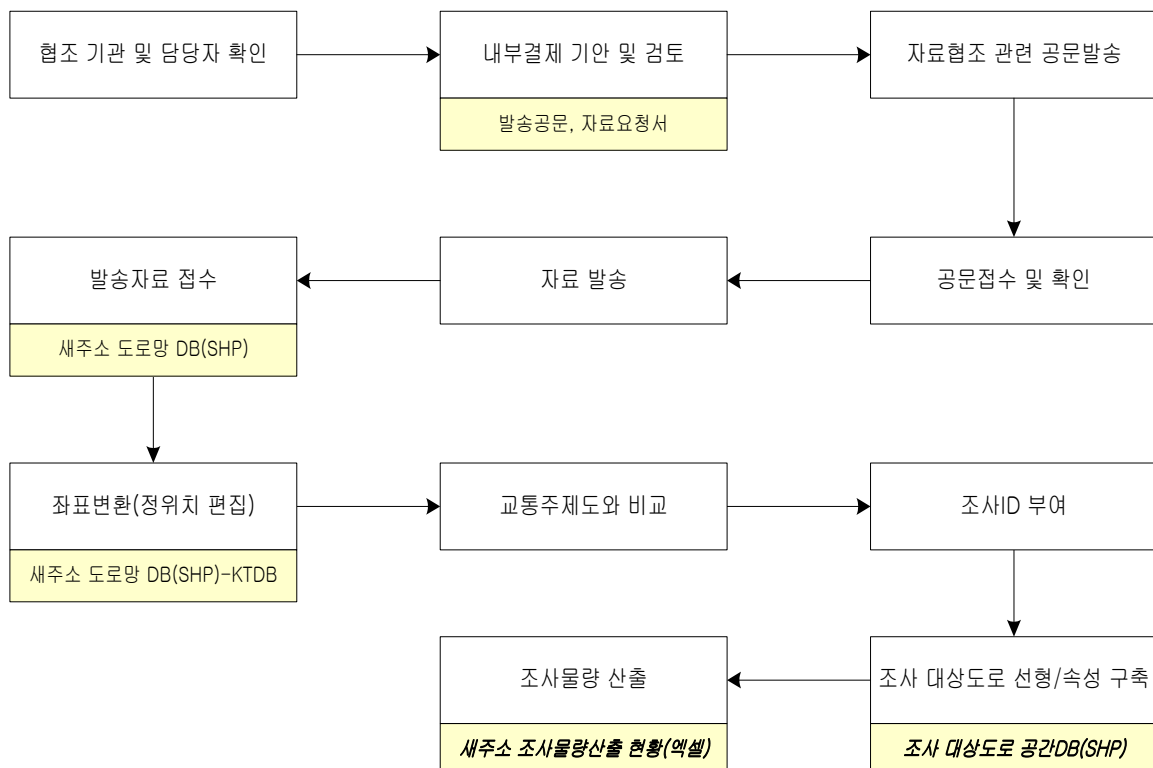 협조 기관 및 담당자 확인
내부결제 기안 및 검토
발송공문, 자료요청서
자료협조 관련 공문발송
공문접수 및 확인
자료 발송
발송자료 접수
새주소 도로망 DB(SHP)
좌표변환(정위치 편집)
새주소 도로망 DB(SHP)-KTDB
교통주제도와 비교
조사ID 부여
조사 대상도로 선형/속성 구축
조사 대상도로 공간DB(SHP)
조사물량 산출
새주소 조사물량산출 현황(엑셀)